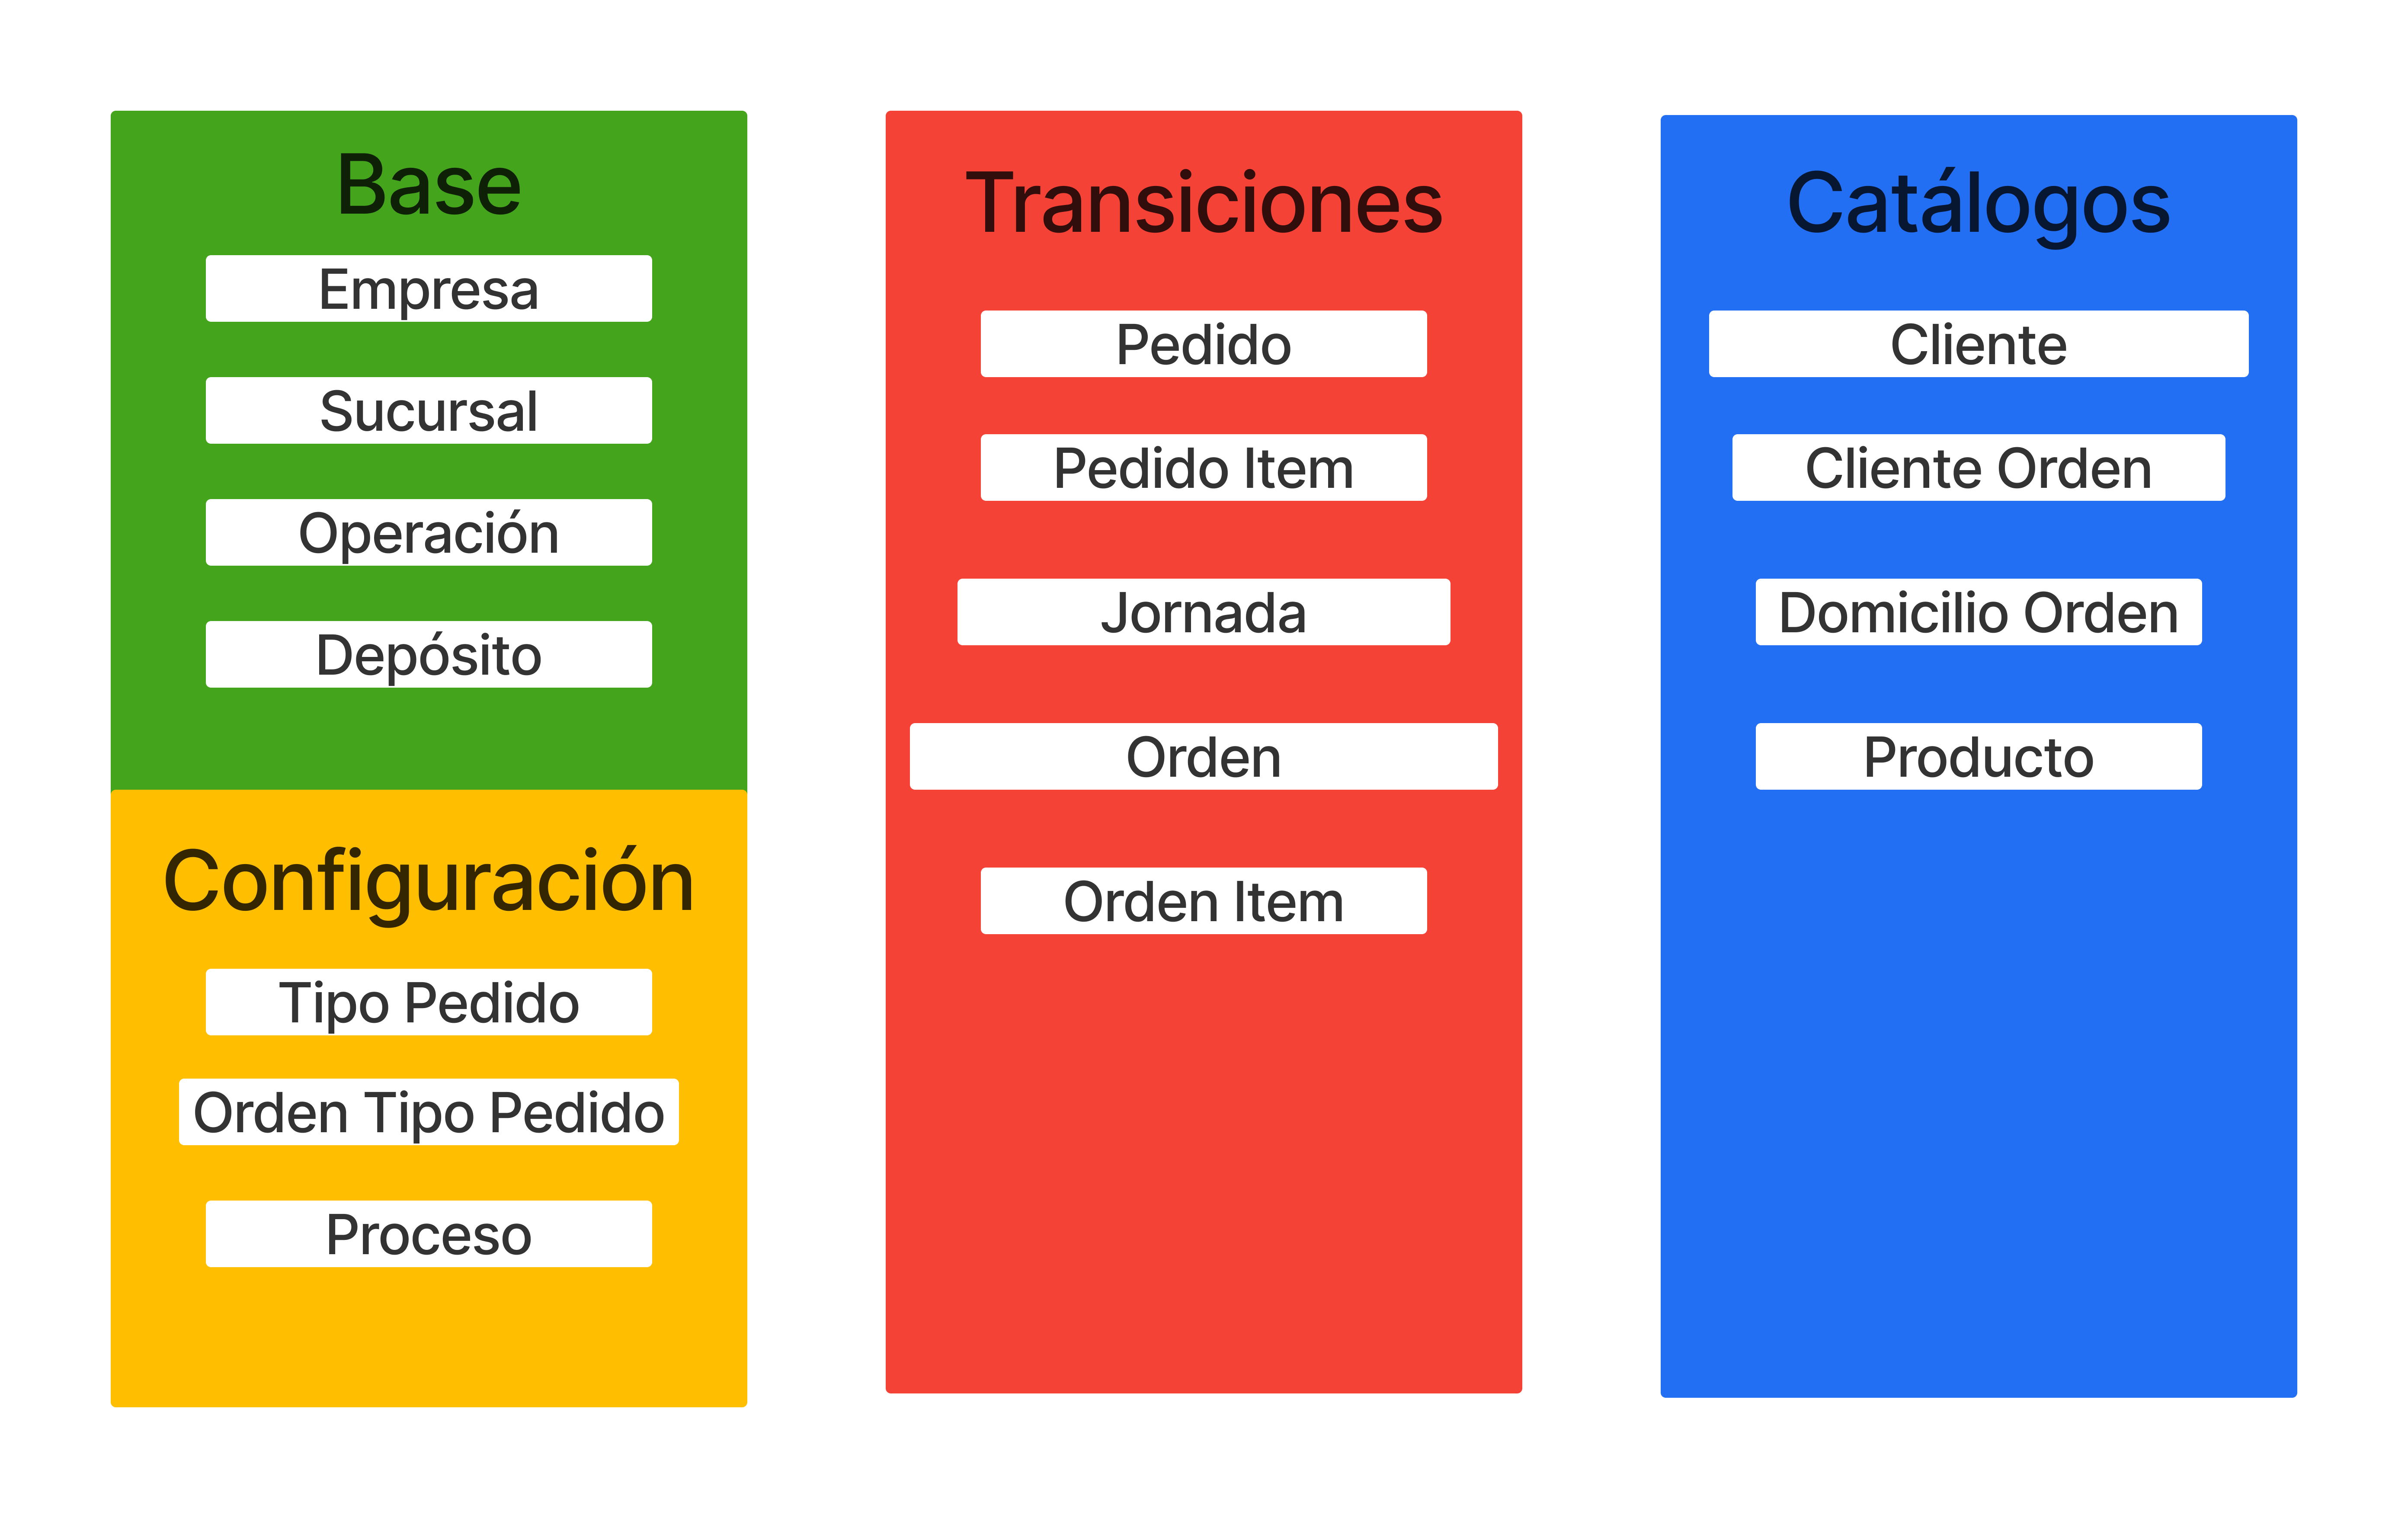 Base
Empresa
Sucursal
Operación
Depósito
Configuración
Tipo Pedido
Orden Tipo Pedido
Proceso
Transiciones
Pedido
Pedido Item
Jornada
Orden
Orden Item
Catálogos
Cliente
Cliente Orden
Domicilio Orden
Producto